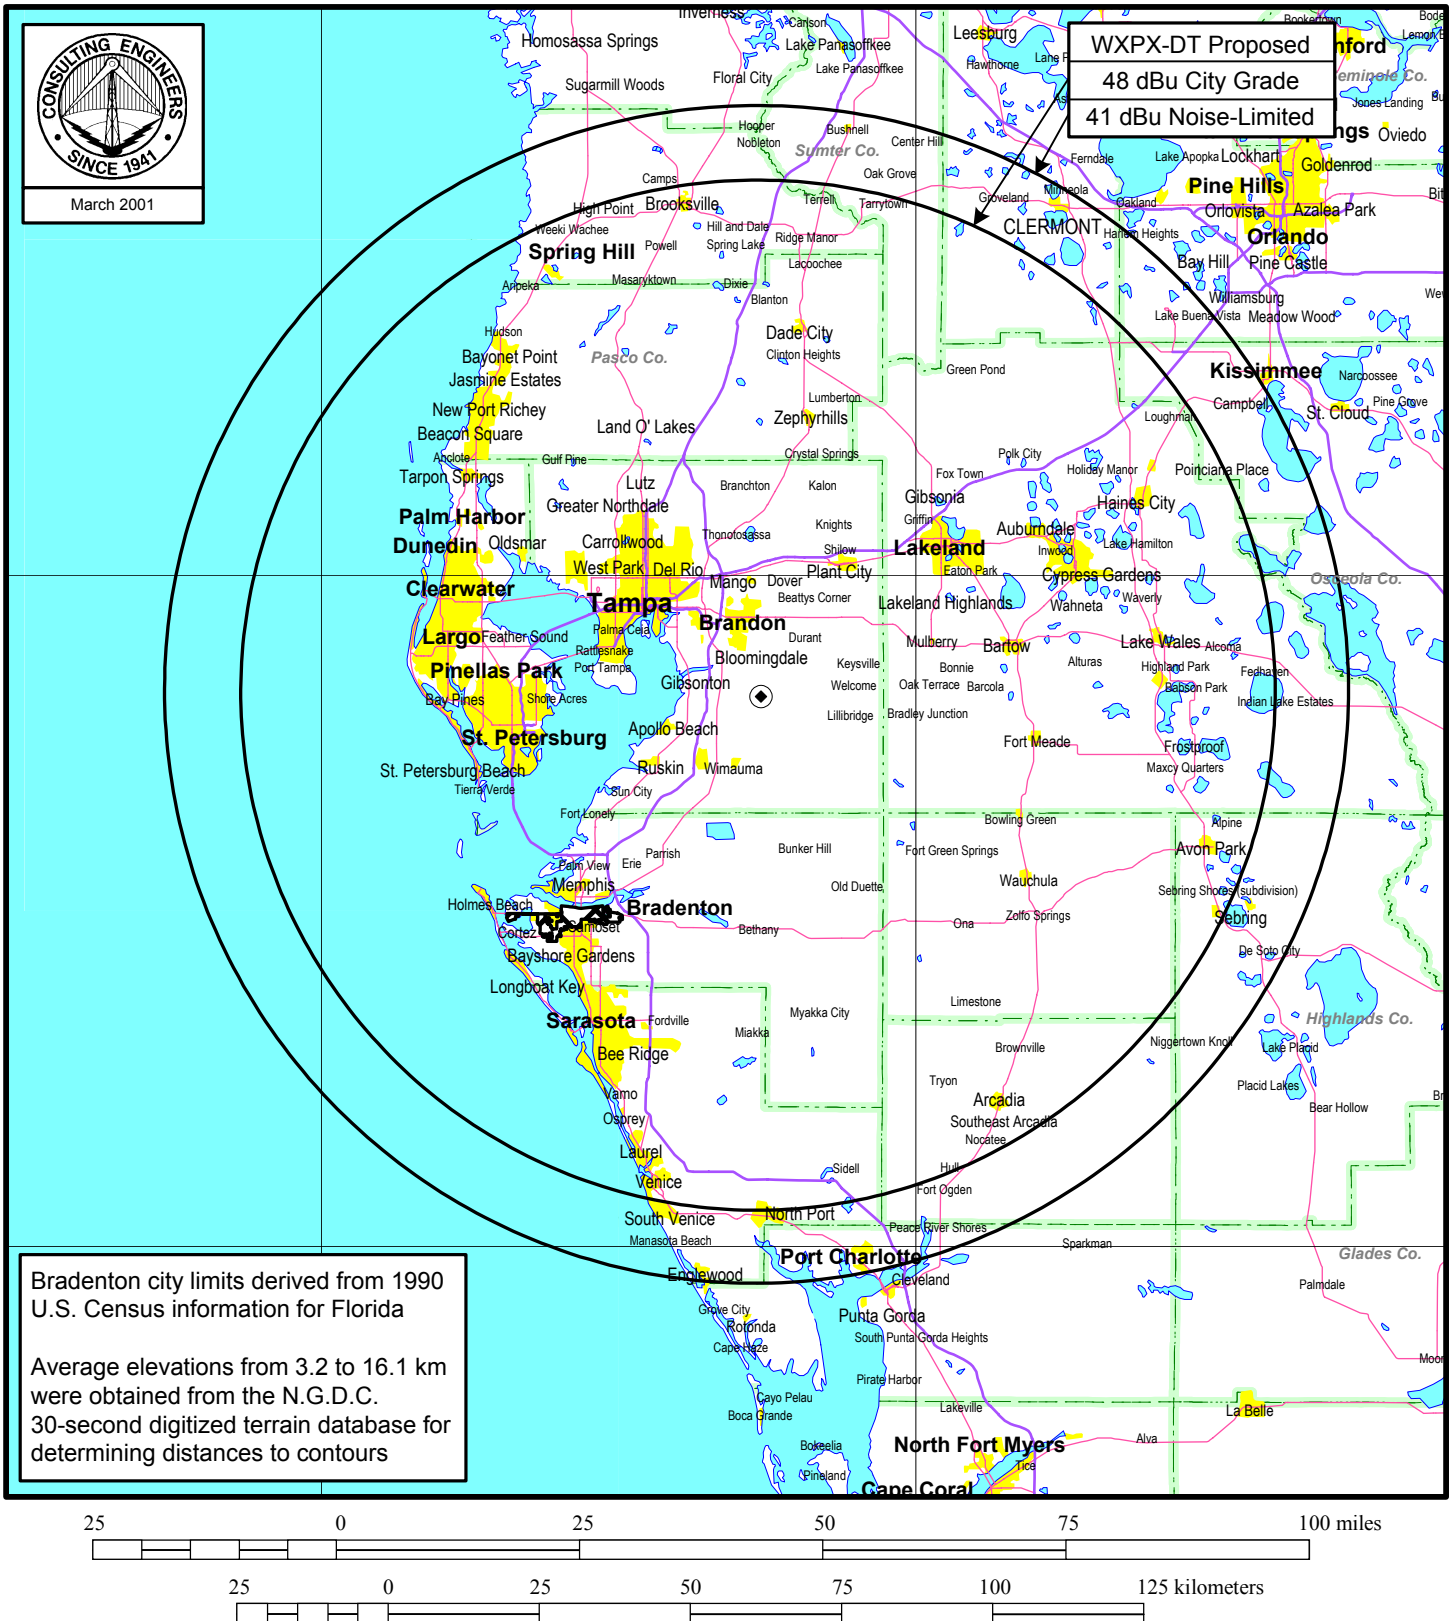 CONSULTING ENGINEERS
• SINCE 1941 •
March 2001
WXPX-DT Proposed
48 dBu City Grade
41 dBu Noise-Limited
Inverness
Carlson
Leesburg
Homosassa Springs
Lake Panasoffkee
Lake Panasoffkee
Hawthorne
Floral City
Sugarmill Woods
Jones Landing
Hooper
Nobleton
Bushnell
Center Hill
Sumter Co.
Oviedo
Ferndale
Lake Apopka
Lockhart
Goldenrod
Oak Grove
Camps
Brooksville
Terrell
Tarrytown
Groveland
Minneola
Oakland
Pine Hills
High Point
Orlovista
Azalea Park
Weeki Wachee
Hill and Dale
Spring Lake
Ridge Manor
CLERMONT
Harlem Heights
Orlando
Spring Hill
Powell
Lacoochee
Bay Hill
Pine Castle
Aripeka
Masaryktown
Dixie
Blanton
Williamsburg
Lake Buena Vista
Meadow Wood
Hudson
Dade City
Bayonet Point
Pasco Co.
Clinton Heights
Green Pond
Kissimmee
Narcoossee
Jasmine Estates
Lumberton
Campbell
Pine Grove
New Port Richey
Zephyrhills
Loughman
St. Cloud
Beacon Square
Land O' Lakes
Anclote
Gulf Pine
Crystal Springs
Polk City
Tarpon Springs
Lutz
Branchton
Kalon
Fox Town
Holiday Manor
Poinciana Place
Greater Northdale
Gibsonia
Haines City
Palm Harbor
Knights
Griffin
Auburndale
Dunedin
Oldsmar
Carrollwood
Thonotosassa
Shilow
Lakeland
Inwood
Lake Hamilton
West Park
Del Rio
Mango
Dover
Plant City
Eaton Park
Cypress Gardens
Osceola Co.
Clearwater
Tampa
Beattys Corner
Lakeland Highlands
Wahneta
Waverly
Largo
Feather Sound
Palma Ceia
Brandon
Durant
Mulberry
Bartow
Lake Wales
Alcoma
Rattlesnake
Port Tampa
Bloomingdale
Keysville
Bonnie
Alturas
Highland Park
Fedhaven
Pinellas Park
Gibsonton
Welcome
Oak Terrace
Barcola
Babson Park
Bay Pines
Shore Acres
Indian Lake Estates
Lillibridge
Bradley Junction
St. Petersburg
Apollo Beach
Fort Meade
Frostproof
St. Petersburg Beach
Ruskin
Wimauma
Maxcy Quarters
Tierra Verde
Sun City
Fort Lonely
Bowling Green
Alpine
Palm View
Erie
Parrish
Bunker Hill
Fort Green Springs
Avon Park
Memphis
Old Duette
Wauchula
Sebring Shores (subdivision)
Holmes Beach
Bradenton
Zolfo Springs
Sebring
Cortez
Samoset
Bethany
Ona
De Soto City
Bayshore Gardens
Longboat Key
Limestone
Sarasota
Fordville
Miakka
Myakka City
Highlands Co.
Bee Ridge
Brownville
Niggertown Knoll
Lake Placid
Vamo
Tryon
Placid Lakes
Osprey
Arcadia
Bear Hollow
Southeast Arcadia
Nocatee
Laurel
Venice
Sidell
Hull
Fort Ogden
South Venice
North Port
Peace River Shores
Manasota Beach
Port Charlotte
Sparkman
Glades Co.
Englewood
Cleveland
Palmdale
Grove City
Rotonda
Punta Gorda
Cape Haze
South Punta Gorda Heights
Pirate Harbor
Cayo Pelau
Boca Grande
Lakeville
La Belle
Bokeelia
Pineland
North Fort Myers
Alva
Tice
Cape Coral
Bradenton city limits derived from 1990
U.S. Census information for Florida
Average elevations from 3.2 to 16.1 km
were obtained from the N.G.D.C.
30-second digitized terrain database for
determining distances to contours
25 0 25 50 75 100 miles
25 0 25 50 75 100 125 kilometers